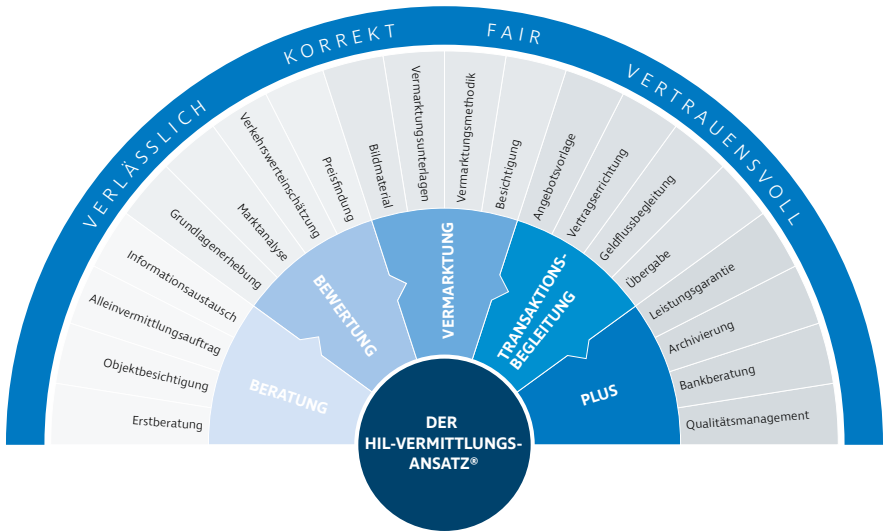 VERLÄSSLICH
KORREKT
FAIR
VERTRAUENSVOLL
Erstberatung
Objektbesichtigung
Alleinvermittlungsauftrag
Informationsaustausch
Grundlagenerhebung
Marktanalyse
Verkehrswerteinschätzung
Preisfindung
Bildmaterial
Vermarktungsunterlagen
Vermarktungsmethodik
Besichtigung
Angebotsvorlage
Vertragserrichtung
Geldflussbegleitung
Übergabe
Leistungsgarantie
Archivierung
Bankberatung
Qualitätsmanagement
BERATUNG
BEWERTUNG
VERMARKTUNG
TRANSAKTIONS-
BEGLEITUNG
PLUS
DER
HIL-VERMITTLUNGS-
ANSATZ®